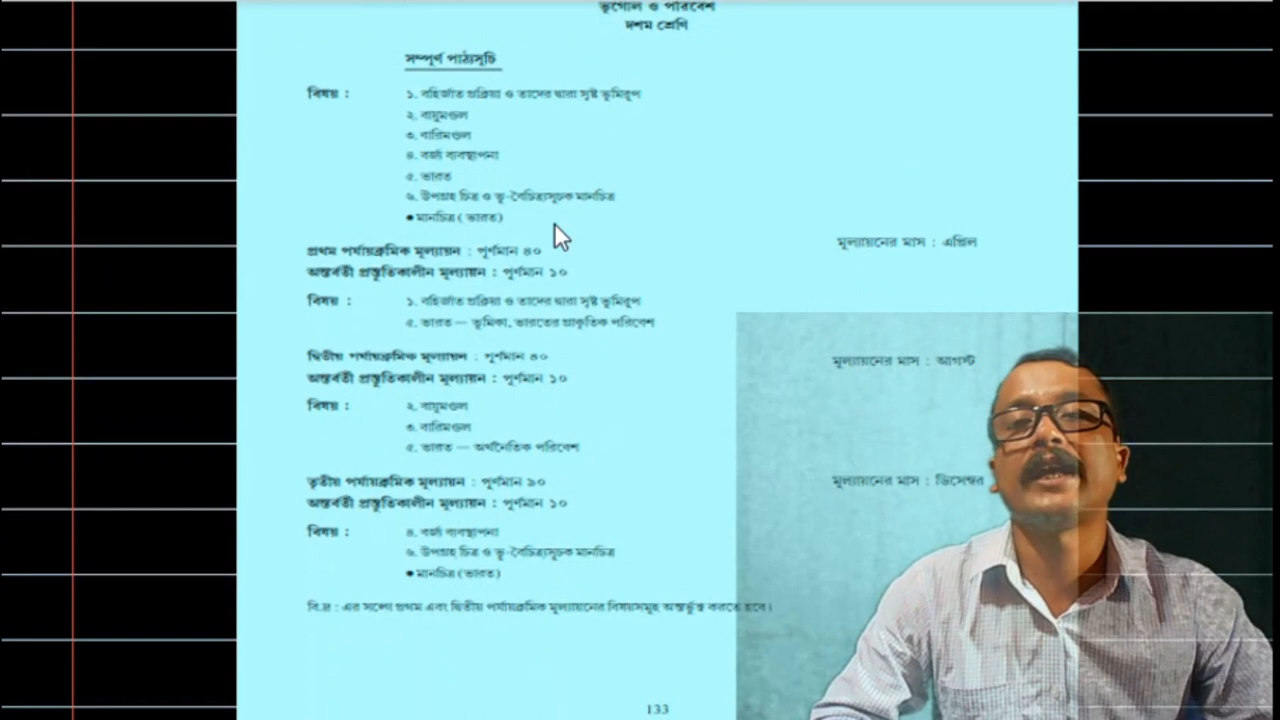 ভূগোল ও পরিবেশ
দশম শ্রেণি
সম্পূর্ণ পাঠ্যসূচি
বিষয় : ১. বহির্জাত প্রক্রিয়া ও তাদের দ্বারা সৃষ্ট ভূমিরূপ
২. বায়ুমণ্ডল
৩. বারিমণ্ডল
৪. বর্জ্য ব্যবস্থাপনা
৫. ভারত
৬. উপগ্রহ চিত্র ও ভূ-বৈচিত্র্যসূচক মানচিত্র
● মানচিত্র ( ভারত)
প্রথম পর্যায়ক্রমিক মূল্যায়ন : পূর্ণমান ৪০ মূল্যায়নের মাস : এপ্রিল
অন্তর্বর্তী প্রস্তুতিকালীন মূল্যায়ন : পূর্ণমান ১০
বিষয় : ১. বহির্জাত প্রক্রিয়া ও তাদের দ্বারা সৃষ্ট ভূমিরূপ
৫. ভারত — ভূমিকা, ভারতের প্রাকৃতিক পরিবেশ
দ্বিতীয় পর্যায়ক্রমিক মূল্যায়ন : পূর্ণমান ৪০ মূল্যায়নের মাস : আগস্ট
অন্তর্বর্তী প্রস্তুতিকালীন মূল্যায়ন : পূর্ণমান ১০
বিষয় : ২. বায়ুমণ্ডল
৩. বারিমণ্ডল
৫. ভারত — অর্থনৈতিক পরিবেশ
তৃতীয় পর্যায়ক্রমিক মূল্যায়ন : পূর্ণমান ৯০ মূল্যায়নের মাস : ডিসেম্বর
অন্তর্বর্তী প্রস্তুতিকালীন মূল্যায়ন : পূর্ণমান ১০
বিষয় : ৪. বর্জ্য ব্যবস্থাপনা
৬. উপগ্রহ চিত্র ও ভূ-বৈচিত্র্যসূচক মানচিত্র
● মানচিত্র (ভারত)
বি.দ্র : এর সঙ্গে প্রথম এবং দ্বিতীয় পর্যায়ক্রমিক মূল্যায়নের বিষয়সমূহ অন্তর্ভুক্ত করতে হবে।
133